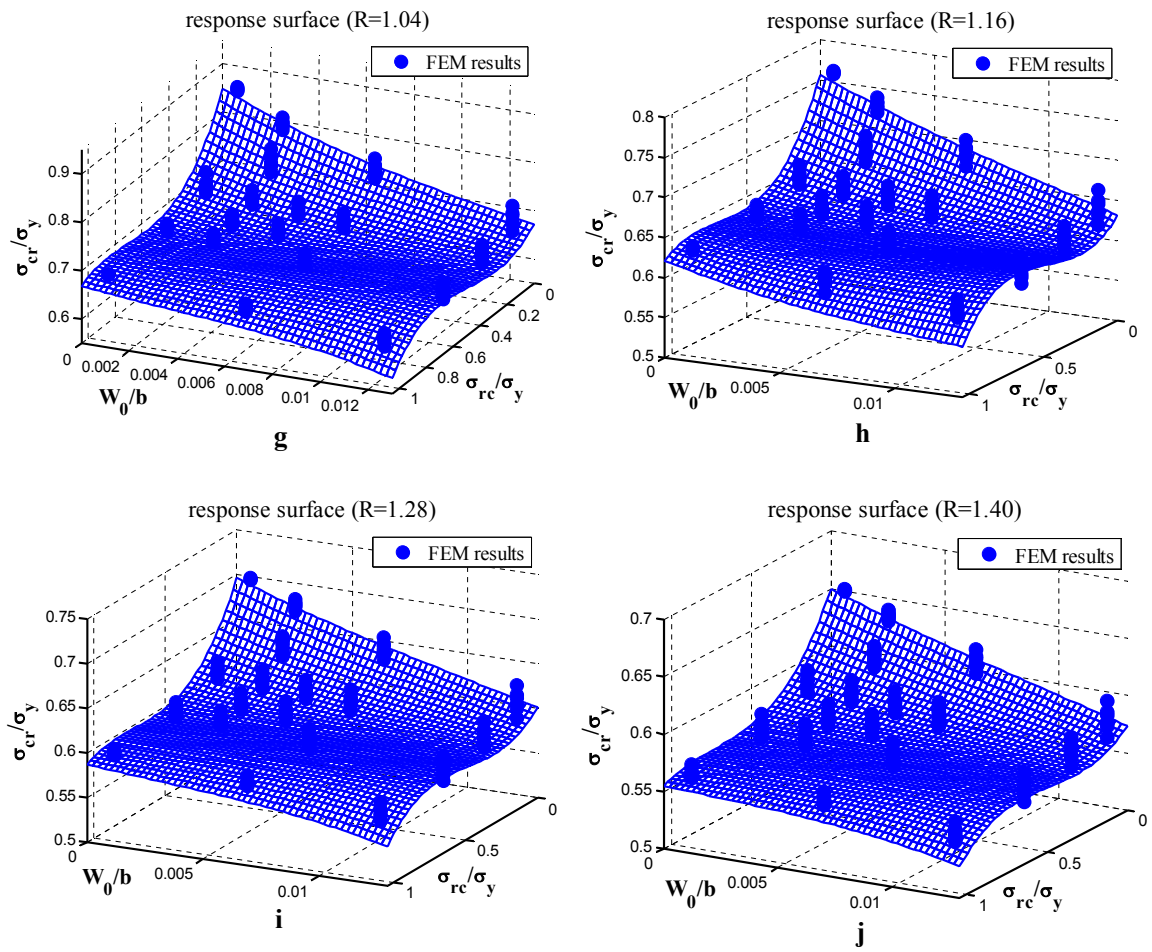 response surface (R=1.04)
FEM results
0.9
0.8
0.7
0.6
σcr/σy
0
0.002
0.004
0.006
0.008
0.01
0.012
W0/b
0
0.2
0.4
0.6
0.8
1
σrc/σy
g
response surface (R=1.16)
FEM results
0.8
0.75
0.7
0.65
0.6
0.55
0.5
σcr/σy
0
0.005
0.01
W0/b
0
0.5
1
σrc/σy
h
response surface (R=1.28)
FEM results
0.75
0.7
0.65
0.6
0.55
0.5
σcr/σy
0
0.005
0.01
W0/b
0
0.5
1
σrc/σy
i
response surface (R=1.40)
FEM results
0.7
0.65
0.6
0.55
0.5
σcr/σy
0
0.005
0.01
W0/b
0
0.5
1
σrc/σy
j